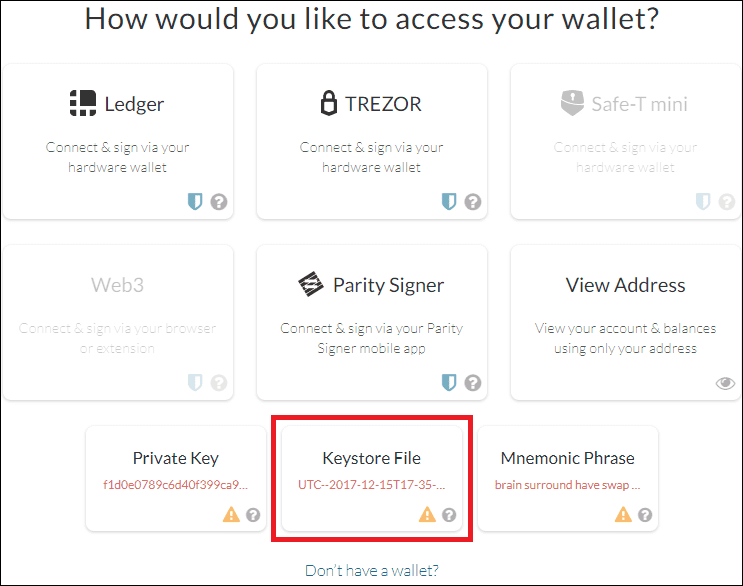 How would you like to access your wallet?
Ledger
Connect & sign via your
hardware wallet
TREZOR
Connect & sign via your
hardware wallet
Safe-T mini
Connect & sign via your
hardware wallet
Web3
Connect & sign via your browser
or extension
Parity Signer
Connect & sign via your Parity
Signer mobile app
View Address
View your account & balances
using only your address
Private Key
f1d0e0789c6d40f399ca9...
Keystore File
UTC--2017-12-15T17-35-...
Mnemonic Phrase
brain surround have swap ...
Don't have a wallet?